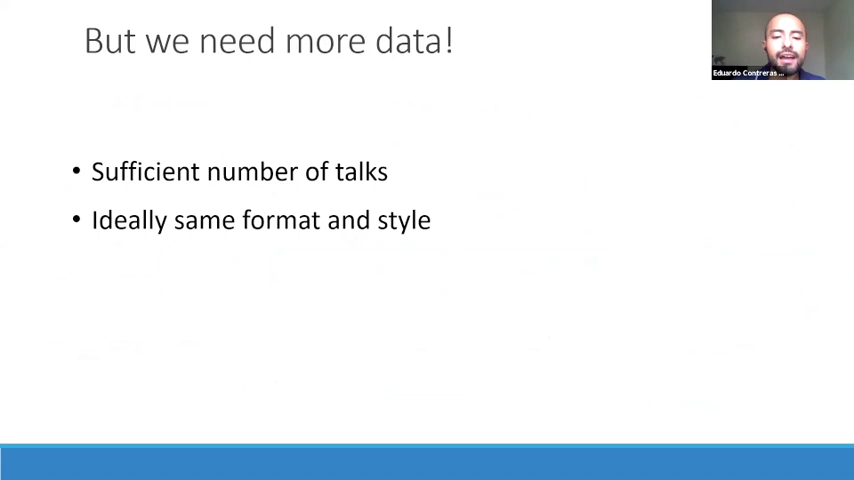 But we need more data!
Eduardo Contreras ...
• Sufficient number of talks
• Ideally same format and style